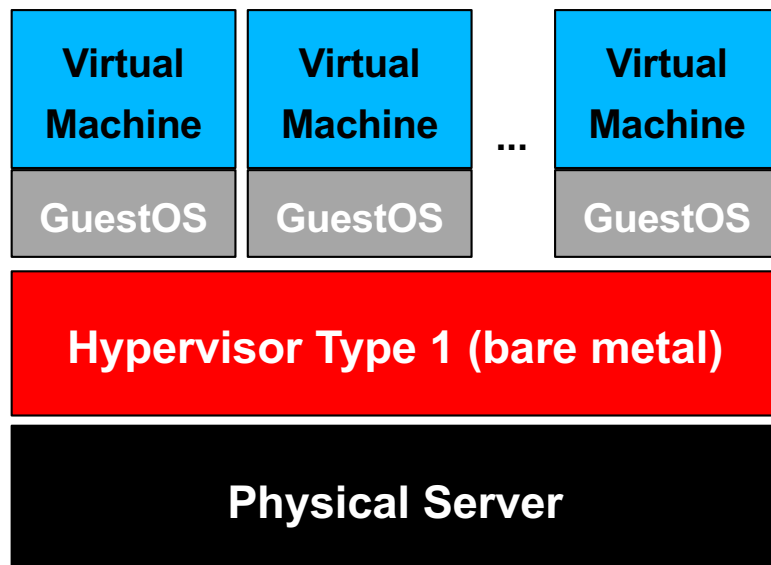 Virtual
Machine
Virtual
Machine
...
Virtual
Machine
GuestOS
GuestOS
GuestOS
Hypervisor Type 1 (bare metal)
Physical Server